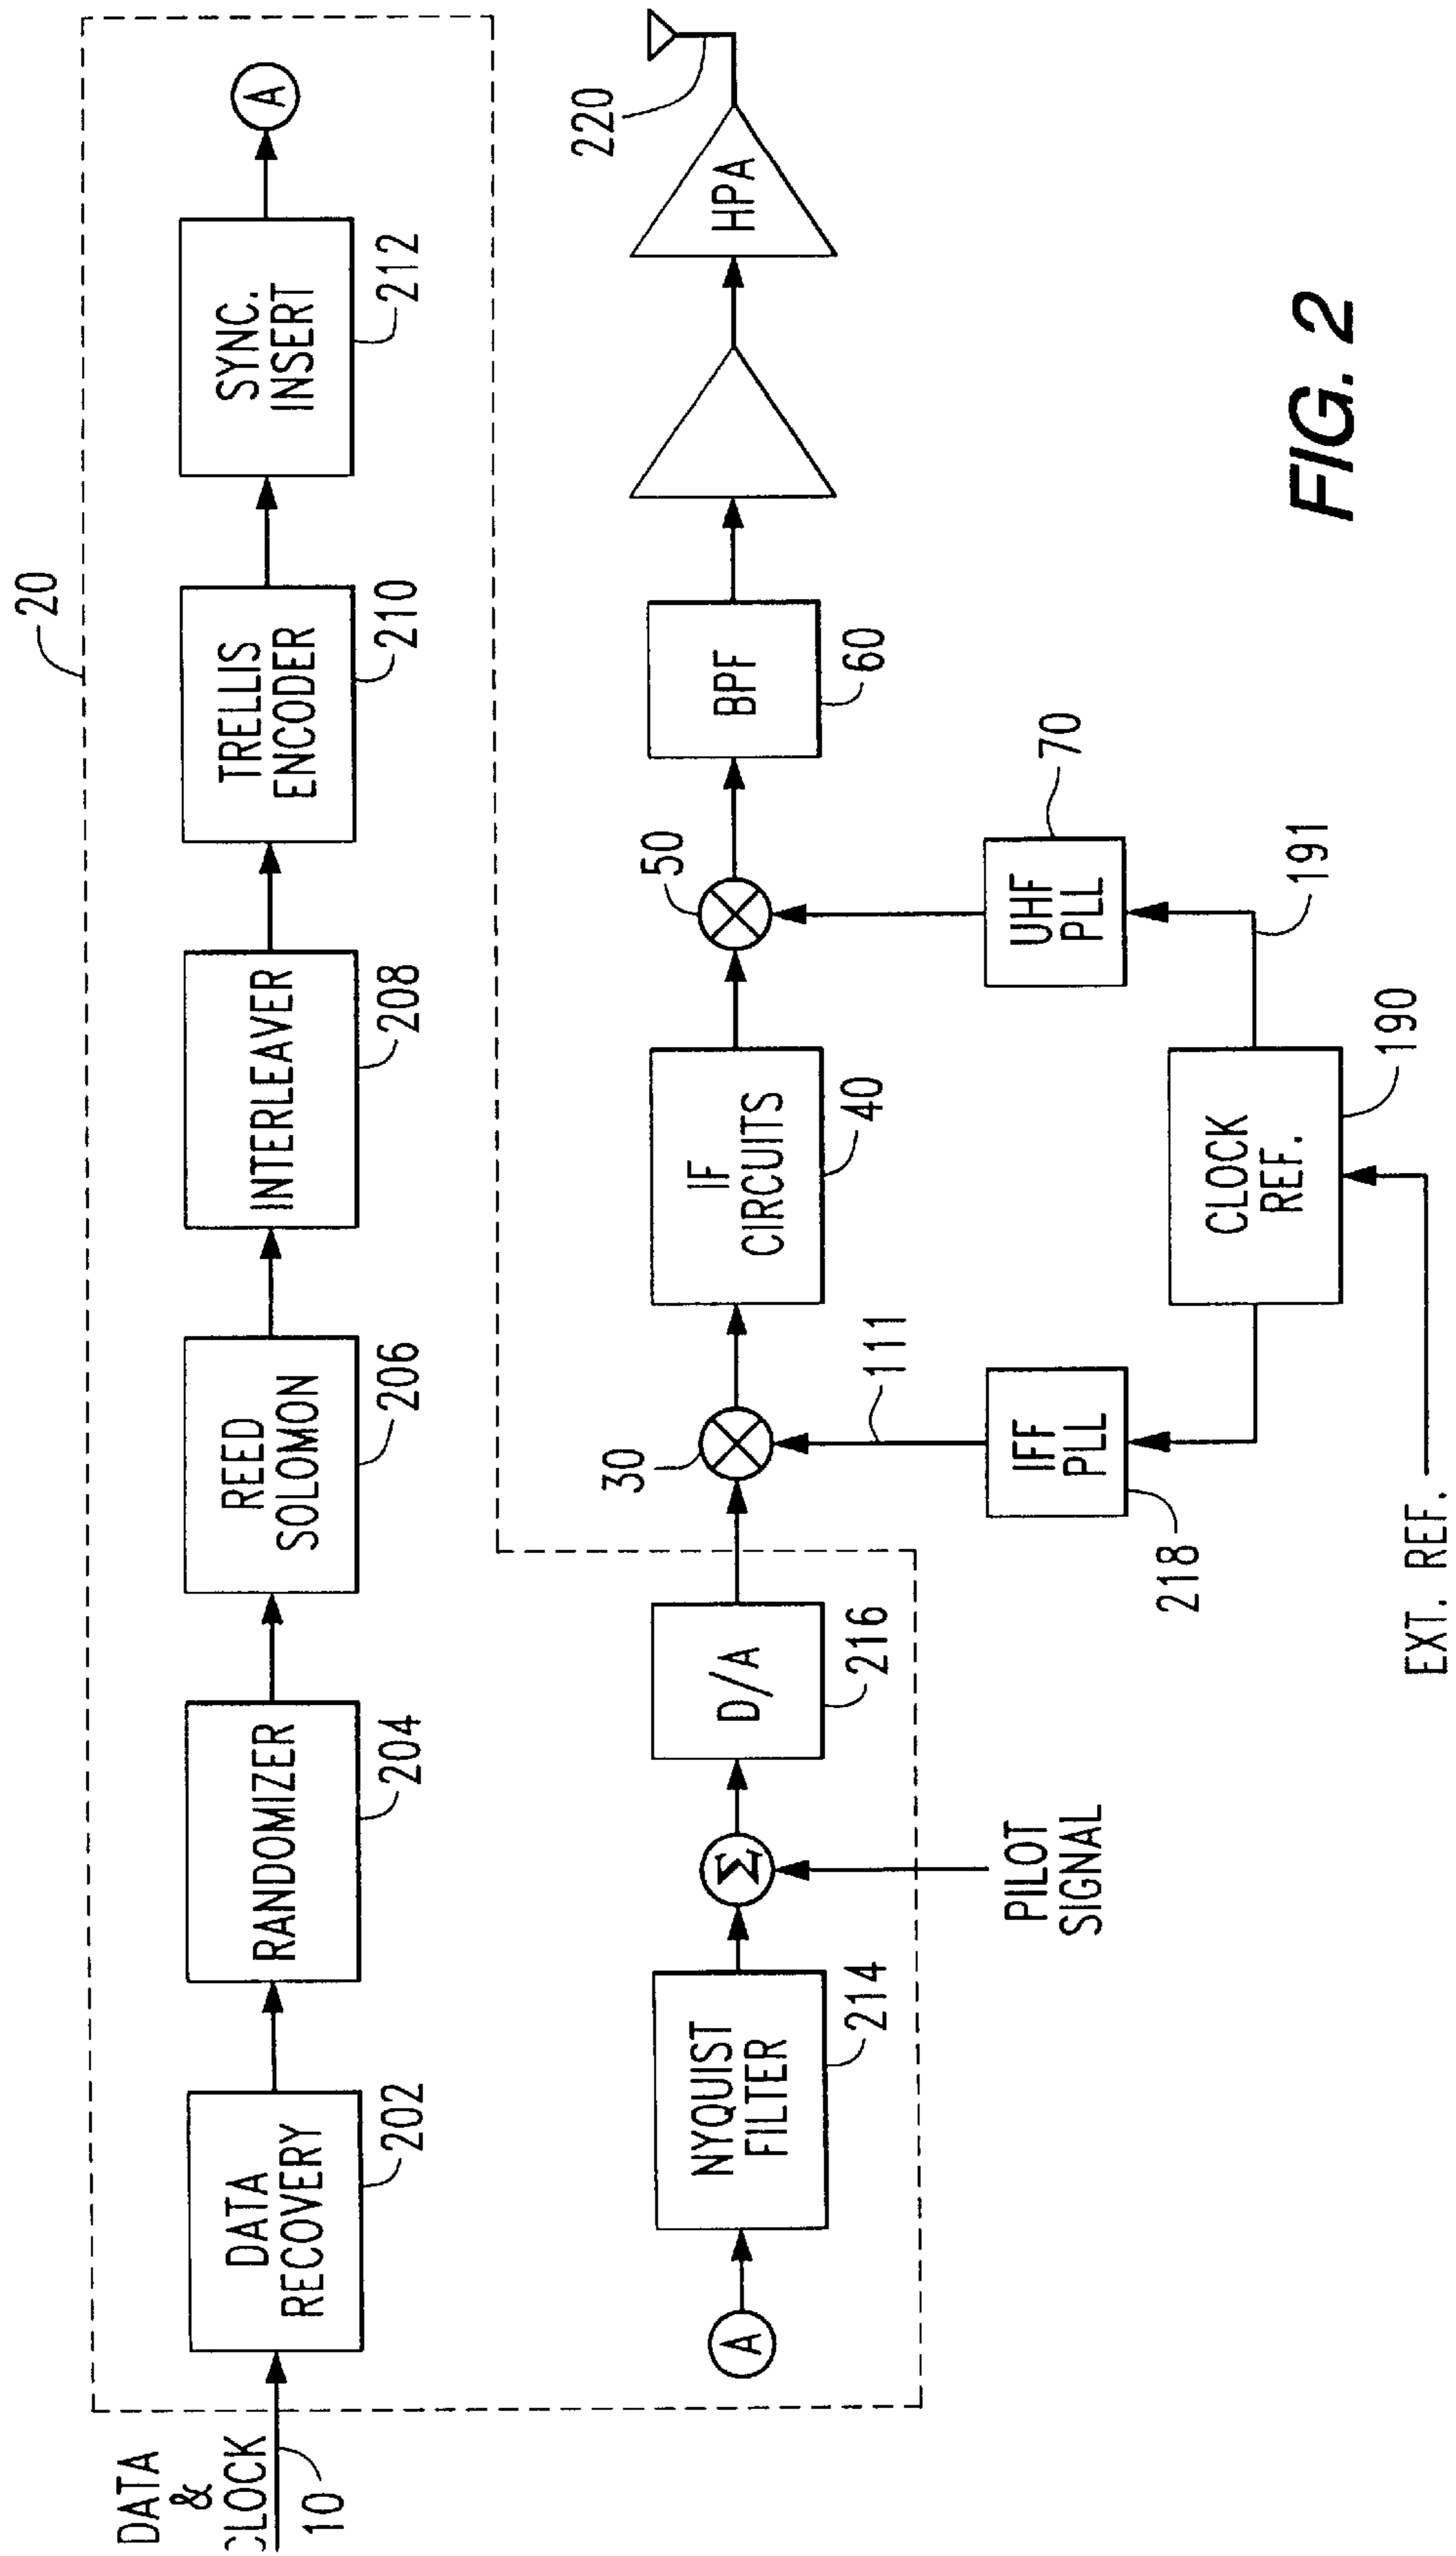 20
DATA
&
CLOCK
10
DATA
RECOVERY
202
RANDOMIZER
204
REED
SOLOMON
206
INTERLEAVER
208
TRELLIS
ENCODER
210
SYNC.
INSERT
212
A
A
NYQUIST
FILTER
214
Σ
PILOT
SIGNAL
D/A
216
30
111
IFF
PLL
218
IF
CIRCUITS
40
50
UHF
PLL
70
191
CLOCK
REF.
190
EXT. REF.
BPF
60
HPA
220
FIG. 2